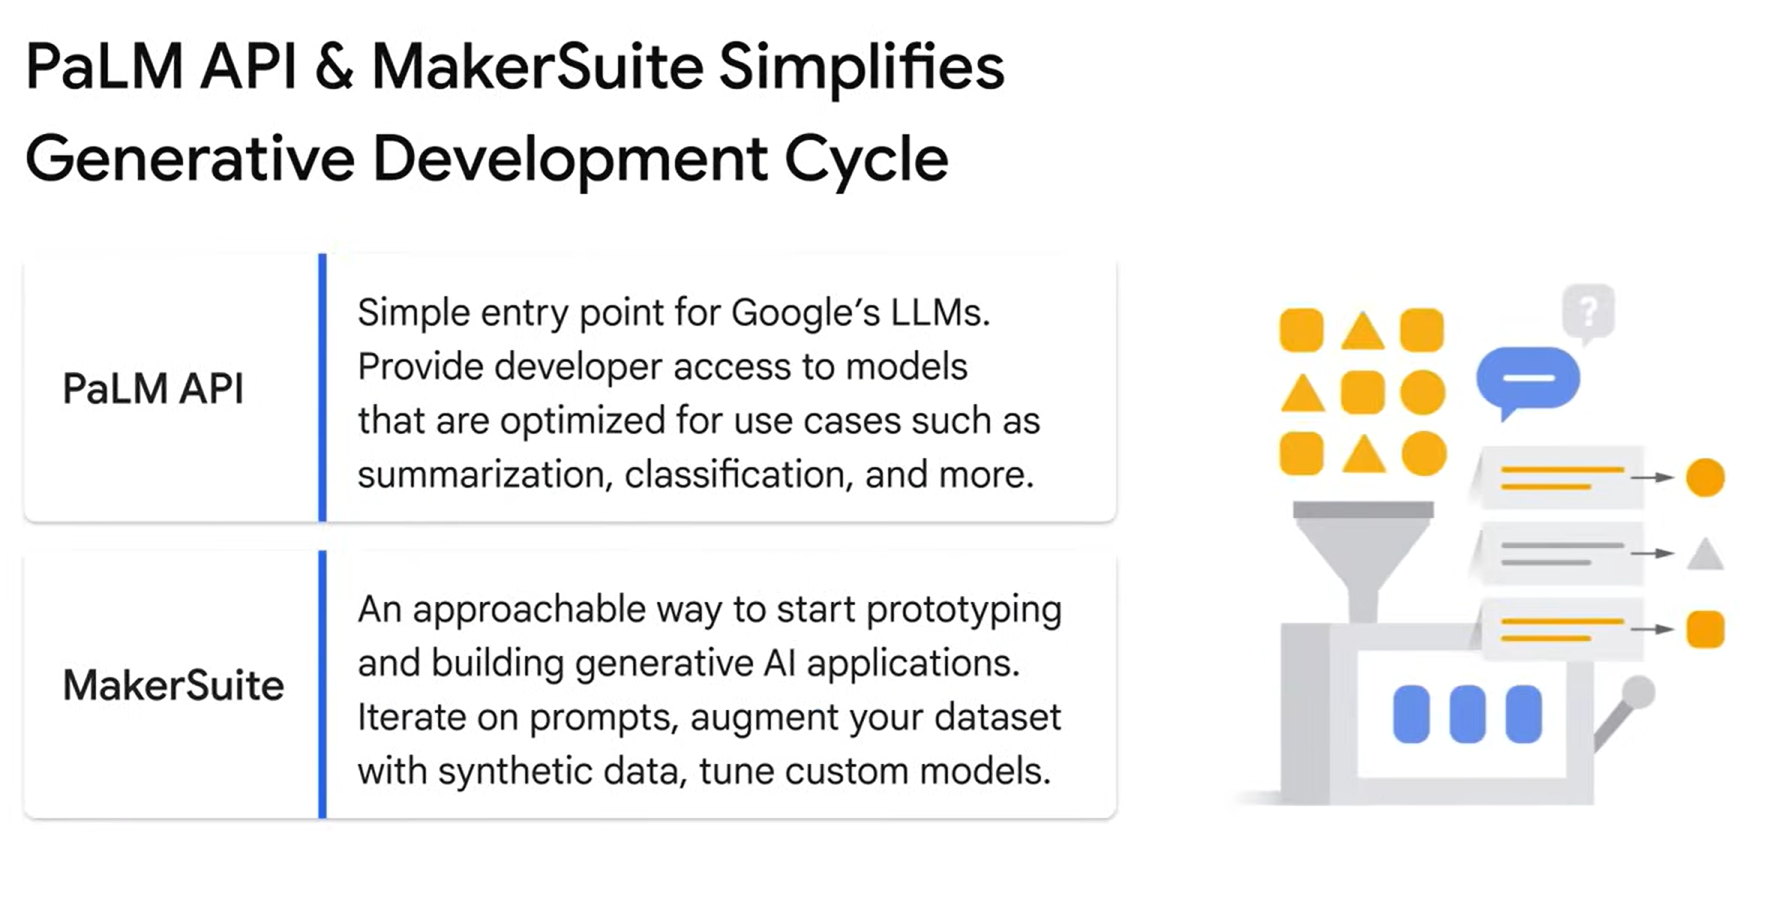 PaLM API & MakerSuite Simplifies
Generative Development Cycle
PaLM API
Simple entry point for Google’s LLMs.
Provide developer access to models
that are optimized for use cases such as
summarization, classification, and more.
MakerSuite
An approachable way to start prototyping
and building generative AI applications.
Iterate on prompts, augment your dataset
with synthetic data, tune custom models.
?